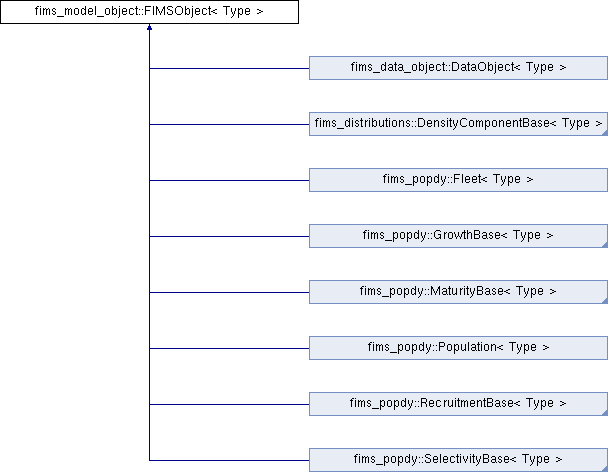 fims_model_object::FIMSObject< Type >
fims_data_object::DataObject< Type >
fims_distributions::DensityComponentBase< Type >
fims_popdy::Fleet< Type >
fims_popdy::GrowthBase< Type >
fims_popdy::MaturityBase< Type >
fims_popdy::Population< Type >
fims_popdy::RecruitmentBase< Type >
fims_popdy::SelectivityBase< Type >